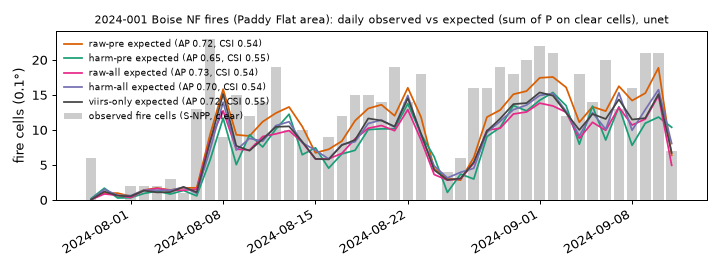 2024-001 Boise NF fires (Paddy Flat area): daily observed vs expected (sum of P on clear cells), unet
fire cells (0.1°)
20
15
10
5
0
raw-pre expected (AP 0.72, CSI 0.54)
harm-pre expected (AP 0.65, CSI 0.55)
raw-all expected (AP 0.73, CSI 0.54)
harm-all expected (AP 0.70, CSI 0.54)
viirs-only expected (AP 0.72, CSI 0.55)
observed fire cells (S-NPP, clear)
2024-08-01
2024-08-08
2024-08-15
2024-08-22
2024-09-01
2024-09-08